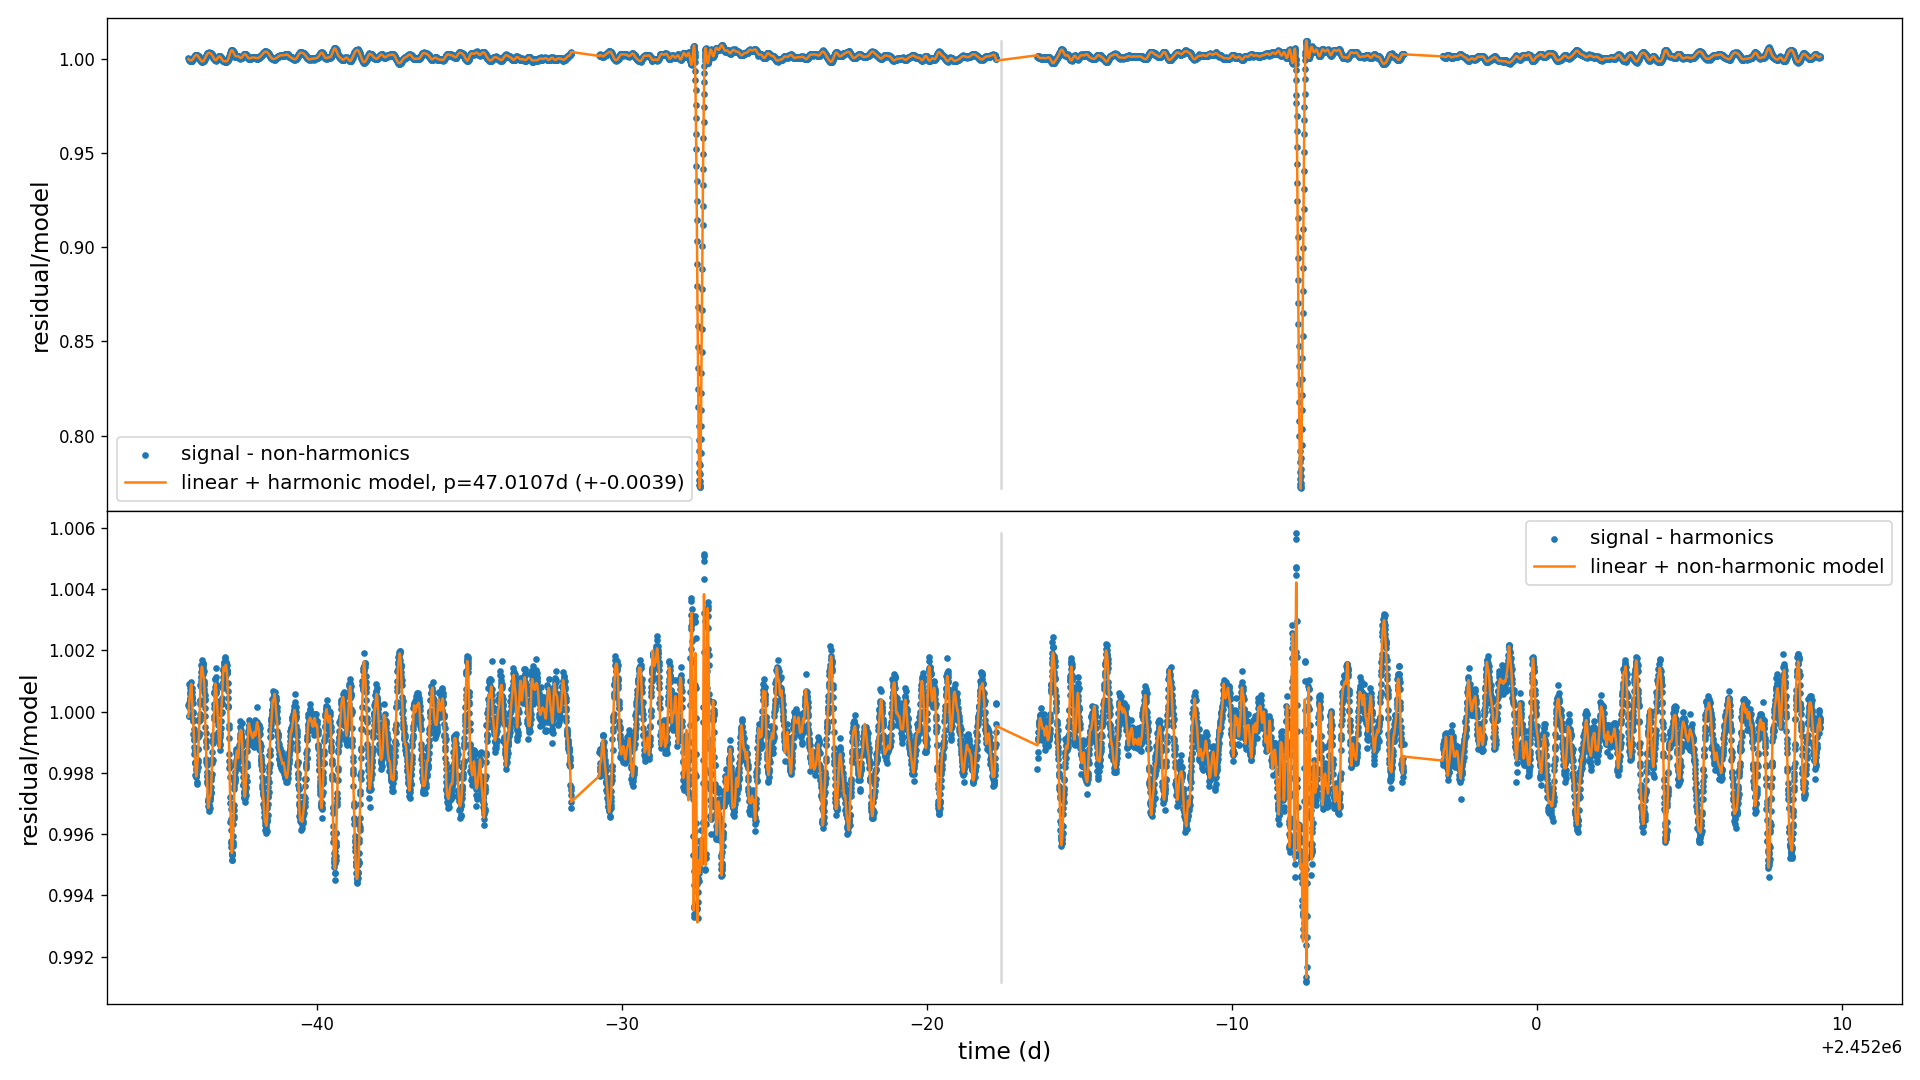 1.00
0.95
0.90
0.85
0.80
residual/model
signal - non-harmonics
linear + harmonic model, p=47.0107d (+-0.0039)
1.006
1.004
1.002
1.000
0.998
0.996
0.994
0.992
residual/model
signal - harmonics
linear + non-harmonic model
−40
−30
−20
−10
0
10
time (d)
+2.452e6